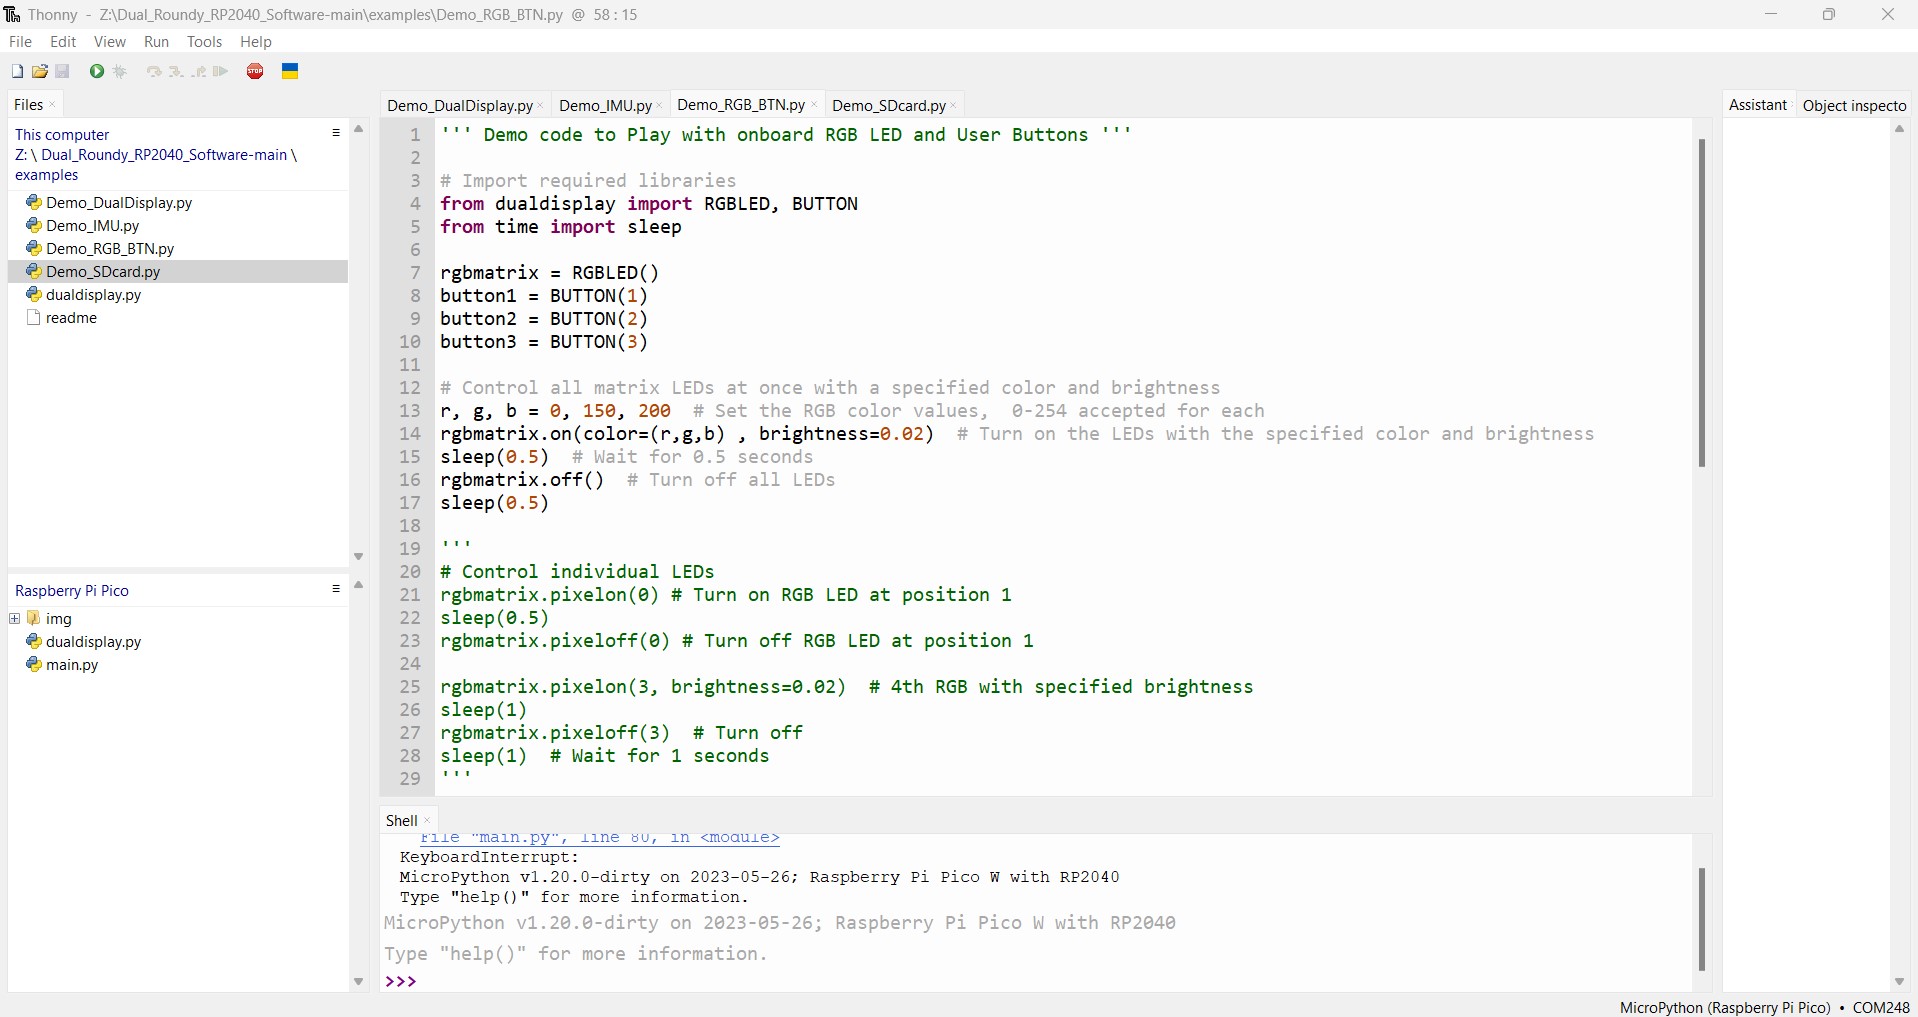 Thonny - Z:\Dual_Roundy_RP2040_Software-main\examples\Demo_RGB_BTN.py @ 58 : 15
File Edit View Run Tools Help
STOP
Files
This computer
Z: \ Dual_Roundy_RP2040_Software-main \
examples
Demo_DualDisplay.py
Demo_IMU.py
Demo_RGB_BTN.py
Demo_SDcard.py
dualdisplay.py
readme
Raspberry Pi Pico
img
dualdisplay.py
main.py
Demo_DualDisplay.py Demo_IMU.py Demo_RGB_BTN.py Demo_SDcard.py
1 ''' Demo code to Play with onboard RGB LED and User Buttons '''
2
3 # Import required libraries
4 from dualdisplay import RGBLED, BUTTON
5 from time import sleep
6
7 rgbmatrix = RGBLED()
8 button1 = BUTTON(1)
9 button2 = BUTTON(2)
10 button3 = BUTTON(3)
11
12 # Control all matrix LEDs at once with a specified color and brightness
13 r, g, b = 0, 150, 200  # Set the RGB color values,  0-254 accepted for each
14 rgbmatrix.on(color=(r,g,b) , brightness=0.02)  # Turn on the LEDs with the specified color and brightness
15 sleep(0.5)  # Wait for 0.5 seconds
16 rgbmatrix.off()  # Turn off all LEDs
17 sleep(0.5)
18
19 '''
20 # Control individual LEDs
21 rgbmatrix.pixelon(0) # Turn on RGB LED at position 1
22 sleep(0.5)
23 rgbmatrix.pixeloff(0) # Turn off RGB LED at position 1
24
25 rgbmatrix.pixelon(3, brightness=0.02)  # 4th RGB with specified brightness
26 sleep(1)
27 rgbmatrix.pixeloff(3)  # Turn off
28 sleep(1)  # Wait for 1 seconds
29 '''
Shell
File "main.py", line 80, in <module>
KeyboardInterrupt:
MicroPython v1.20.0-dirty on 2023-05-26; Raspberry Pi Pico W with RP2040
Type "help()" for more information.
MicroPython v1.20.0-dirty on 2023-05-26; Raspberry Pi Pico W with RP2040
Type "help()" for more information.
>>>
Assistant Object inspecto
MicroPython (Raspberry Pi Pico) • COM248